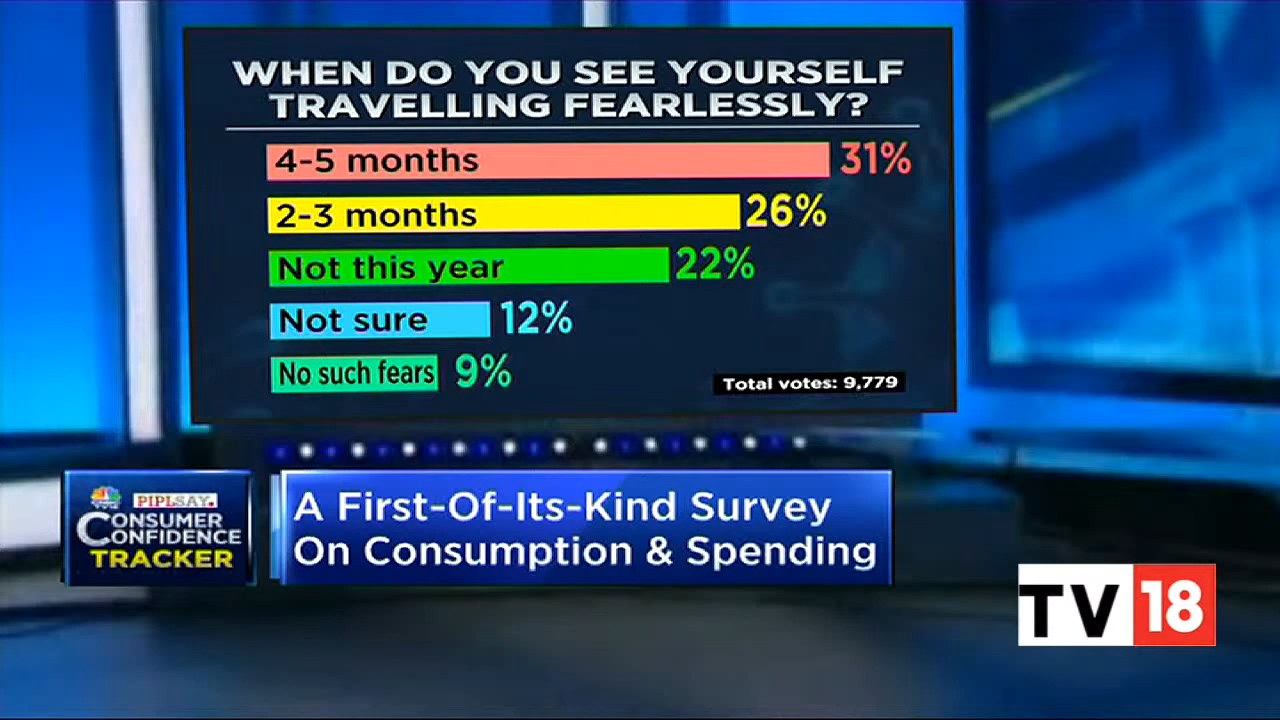 WHEN DO YOU SEE YOURSELF
TRAVELLING FEARLESSLY?
4-5 months 31%
2-3 months 26%
Not this year 22%
Not sure 12%
No such fears 9%
Total votes: 9,779
PIPLSAY.
CONSUMER
CONFIDENCE
TRACKER
A First-Of-Its-Kind Survey
On Consumption & Spending
TV 18